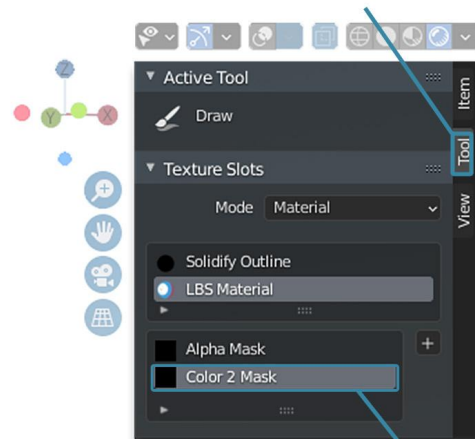 Z
Y
X
Active Tool
Item
Draw
Tool
Texture Slots
View
Mode
Material
Solidify Outline
LBS Material
Alpha Mask
+
Color 2 Mask